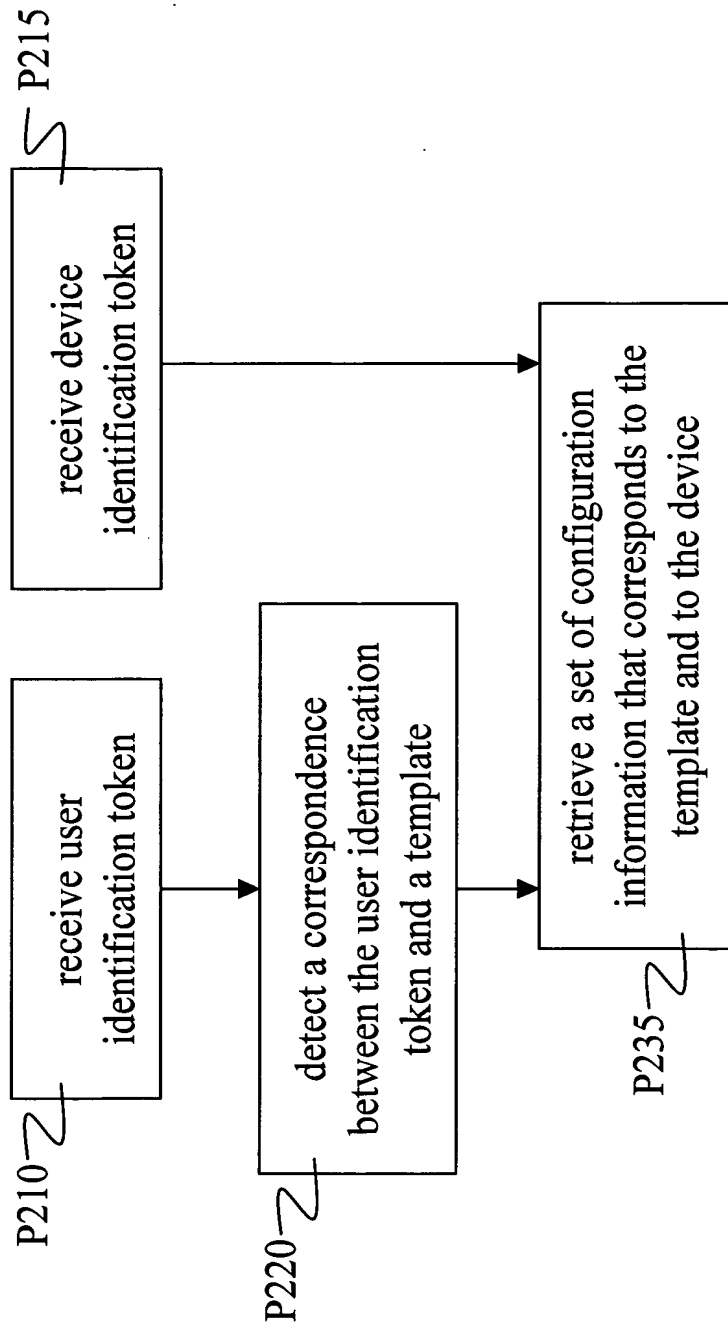 P210
receive user
identification token
P215
receive device
identification token
P220
detect a correspondence
between the user identification
token and a template
P235
retrieve a set of configuration
information that corresponds to the
template and to the device